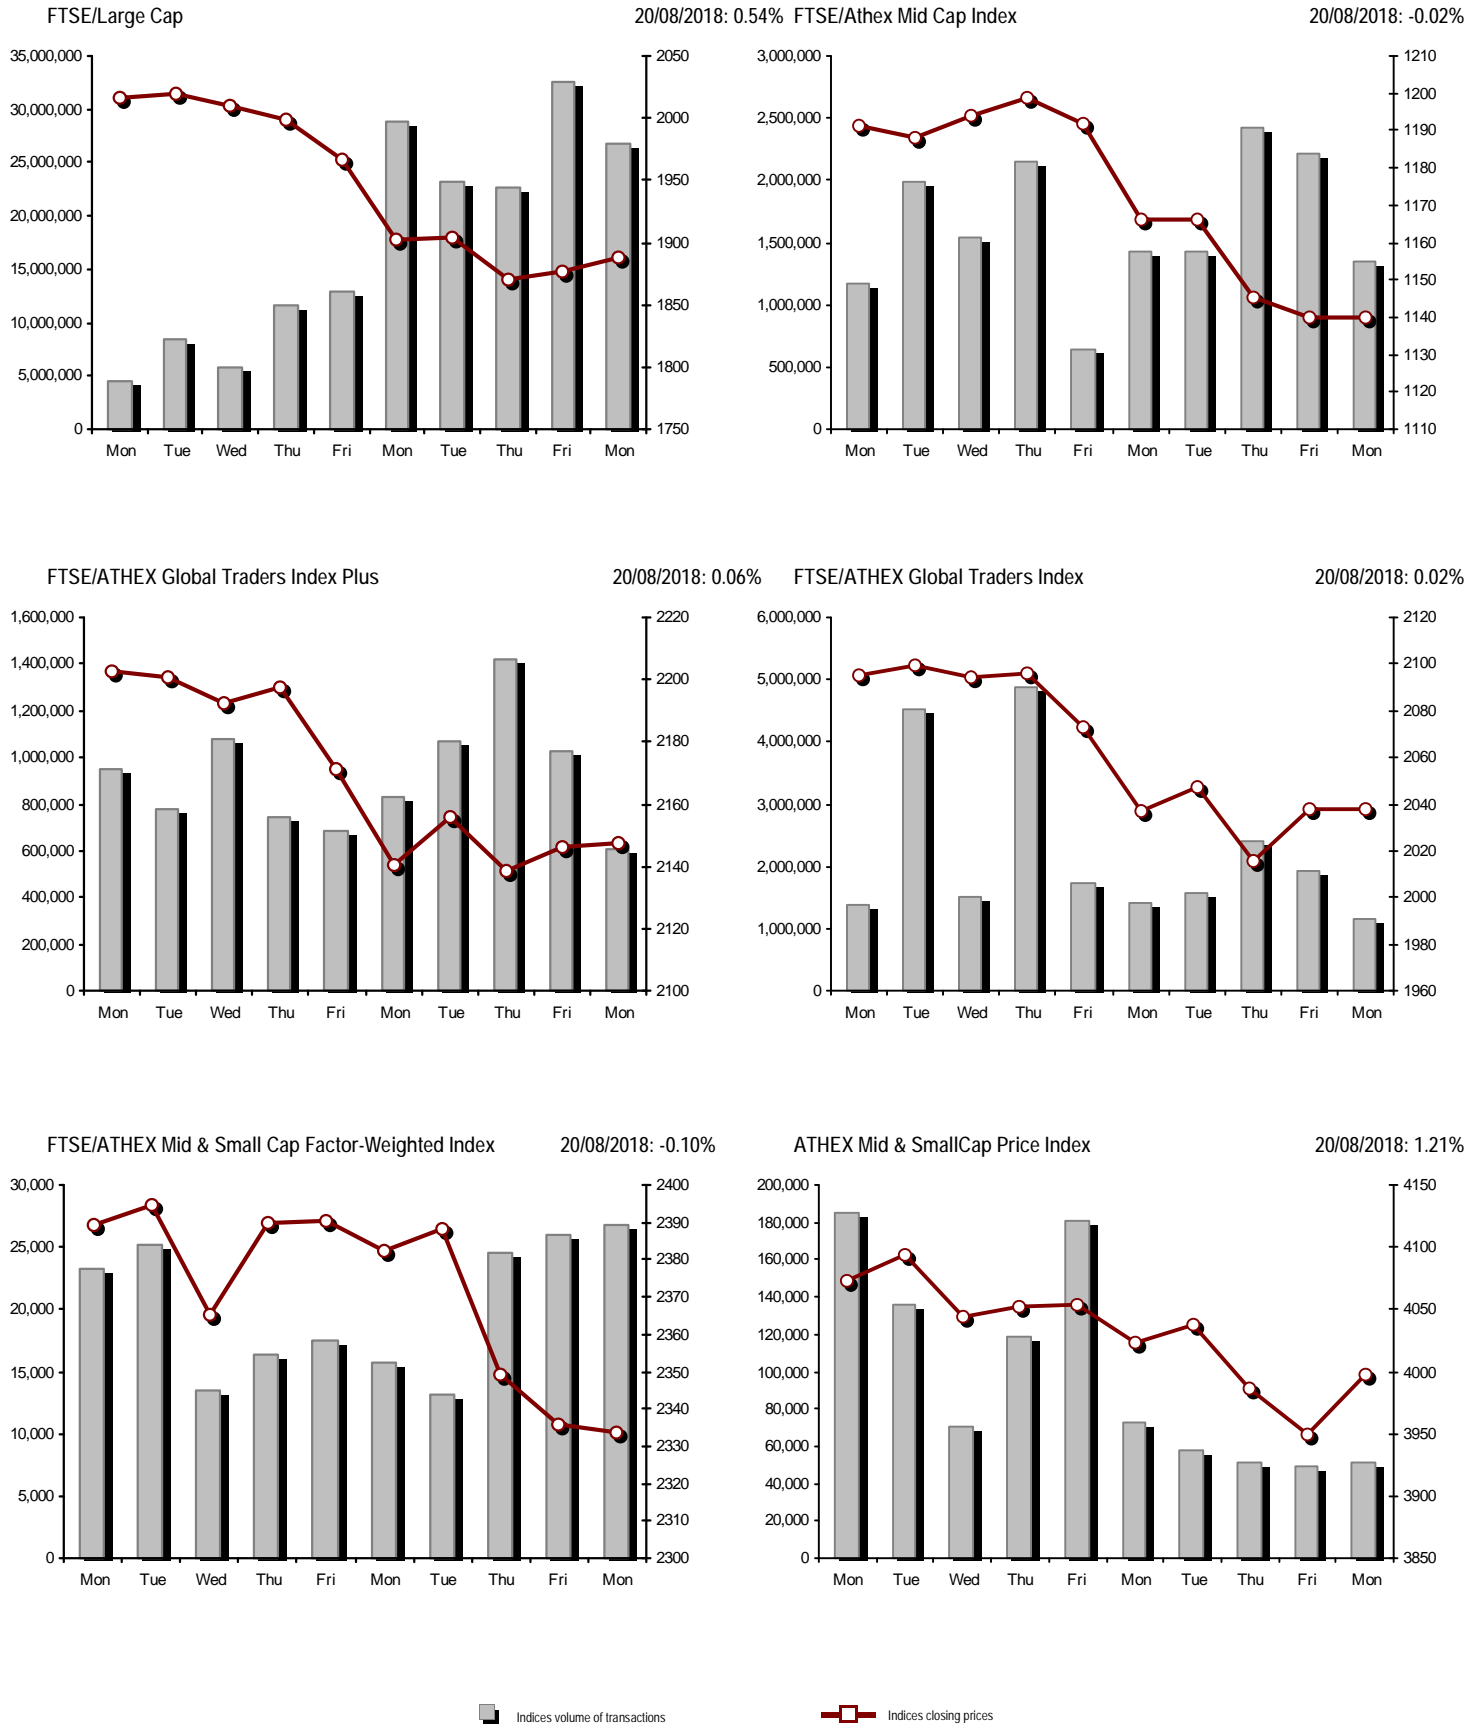 FTSE/Large Cap 20/08/2018: 0.54% FTSE/Athex Mid Cap Index 20/08/2018: -0.02%
35,000,000 2050 3,000,000 1210
30,000,000 2000 2,500,000 1200
25,000,000 1950 2,000,000 1190
20,000,000 1900 1,500,000 1180
15,000,000 1850 1,000,000 1170
10,000,000 1800 500,000 1160
5,000,000 1750 0 1150
0 1140
1130
1120
1110
Mon Tue Wed Thu Fri Mon Tue Thu Fri Mon Mon Tue Wed Thu Fri Mon Tue Thu Fri Mon
FTSE/ATHEX Global Traders Index Plus 20/08/2018: 0.06% FTSE/ATHEX Global Traders Index 20/08/2018: 0.02%
1,600,000 2220 6,000,000 2120
1,400,000 2200 5,000,000 2100
1,200,000 2180 4,000,000 2080
1,000,000 2160 3,000,000 2060
800,000 2140 2,000,000 2040
600,000 2120 1,000,000 2020
400,000 2100 0 2000
200,000 1980
0 1960
Mon Tue Wed Thu Fri Mon Tue Thu Fri Mon Mon Tue Wed Thu Fri Mon Tue Thu Fri Mon
FTSE/ATHEX Mid & Small Cap Factor-Weighted Index 20/08/2018: -0.10% ATHEX Mid & SmallCap Price Index 20/08/2018: 1.21%
30,000 2400 200,000 4150
25,000 2390 180,000 4100
20,000 2380 160,000 4050
15,000 2370 140,000 4000
10,000 2360 120,000 3950
5,000 2350 100,000 3900
0 2340 80,000 3850
2330 60,000
2320 40,000
2310 20,000
2300 0
Mon Tue Wed Thu Fri Mon Tue Thu Fri Mon Mon Tue Wed Thu Fri Mon Tue Thu Fri Mon
Indices volume of transactions Indices closing prices